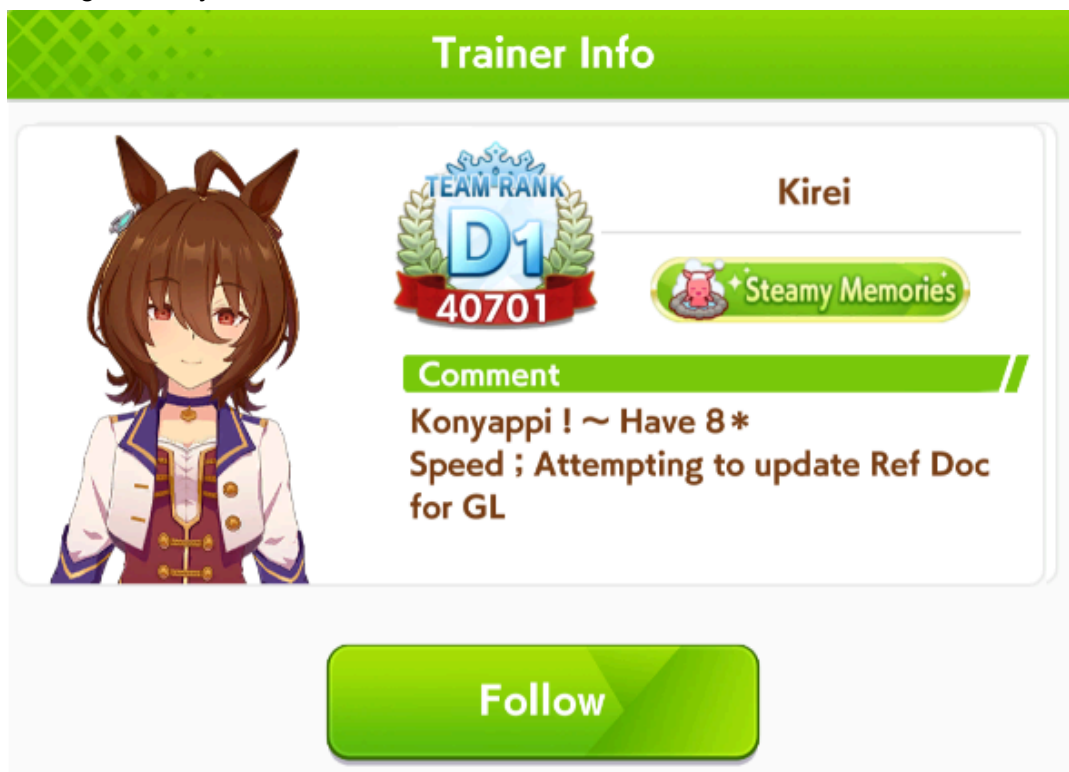 Trainer Info
TEAM RANK
D1
40701
Kirei
Steamy Memories
Comment
Konyappi ! ~ Have 8*
Speed ; Attempting to update Ref Doc
for GL
Follow